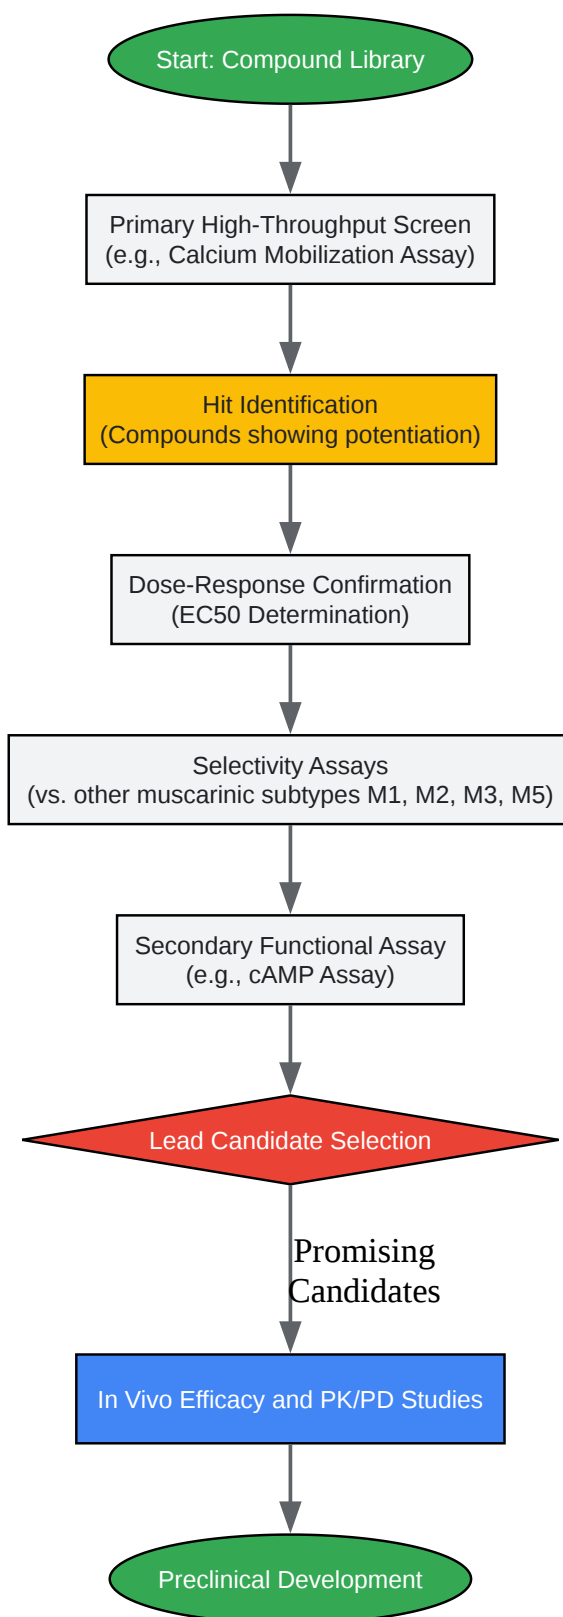 Start: Compound Library
Primary High-Throughput Screen
(e.g., Calcium Mobilization Assay)
Hit Identification
(Compounds showing potentiation)
Dose-Response Confirmation
(EC50 Determination)
Selectivity Assays
(vs. other muscarinic subtypes M1, M2, M3, M5)
Secondary Functional Assay
(e.g., cAMP Assay)
Lead Candidate Selection
Promising
Candidates
In Vivo Efficacy and PK/PD Studies
Preclinical Development